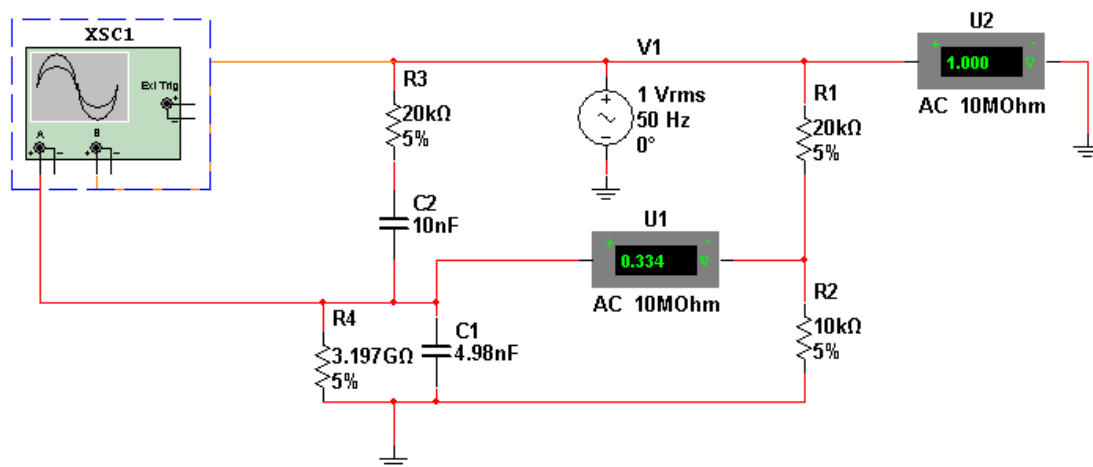 XSC1
Ext Trig
+
-
A
B
+
-
+
-
R3
20kΩ
5%
C2
10nF
V1
1 Vrms
50 Hz
0°
+
-
U2
+
-
1.000
V
AC 10MOhm
R1
20kΩ
5%
U1
+
-
0.334
V
AC 10MOhm
R2
10kΩ
5%
R4
3.197GΩ
5%
C1
4.98nF